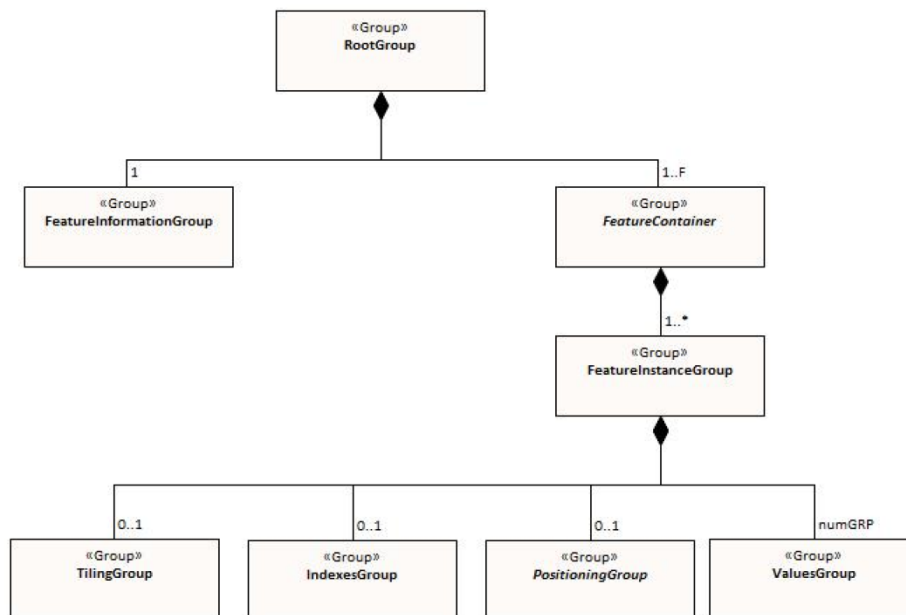 «Group»
RootGroup
1
1..F
«Group»
FeatureInformationGroup
«Group»
FeatureContainer
1..*
«Group»
FeatureInstanceGroup
0..1
0..1
0..1
numGRP
«Group»
TilingGroup
«Group»
IndexesGroup
«Group»
PositioningGroup
«Group»
ValuesGroup